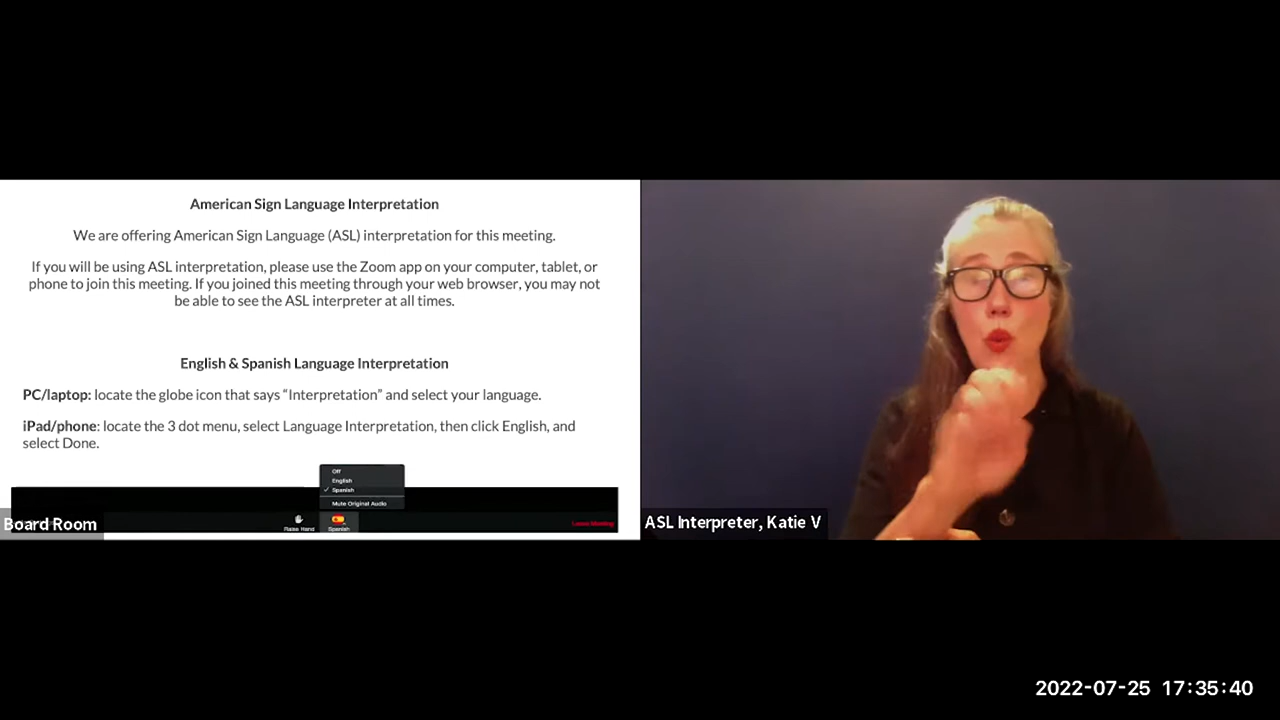 American Sign Language Interpretation
We are offering American Sign Language (ASL) interpretation for this meeting.
If you will be using ASL interpretation, please use the Zoom app on your computer, tablet, or
phone to join this meeting. If you joined this meeting through your web browser, you may not
be able to see the ASL interpreter at all times.
English & Spanish Language Interpretation
PC/laptop: locate the globe icon that says “Interpretation” and select your language.
iPad/phone: locate the 3 dot menu, select Language Interpretation, then click English, and
select Done.
Off
English
✓ Spanish
Mute Original Audio
Raise Hand
Spanish
Leave Meeting
Board Room
ASL Interpreter, Katie V
2022-07-25 17:35:40